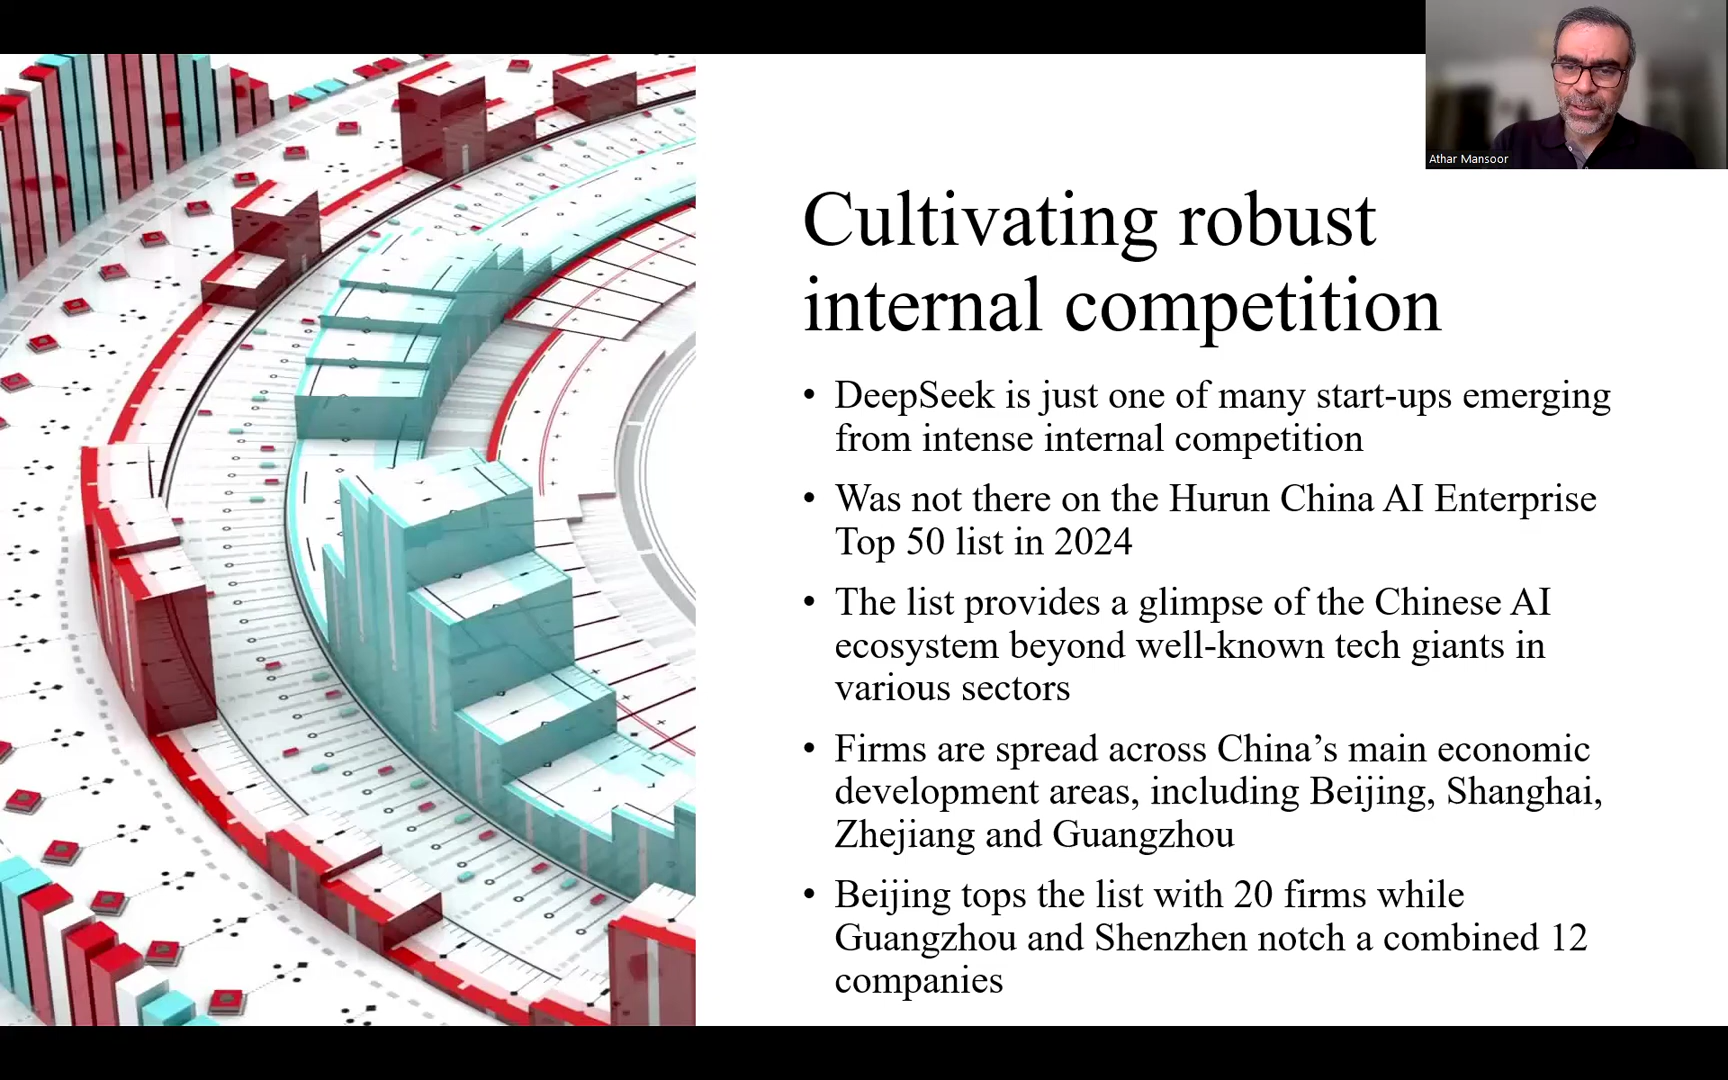 Athar Mansoor
Cultivating robust
internal competition
• DeepSeek is just one of many start-ups emerging
from intense internal competition
• Was not there on the Hurun China AI Enterprise
Top 50 list in 2024
• The list provides a glimpse of the Chinese AI
ecosystem beyond well-known tech giants in
various sectors
• Firms are spread across China’s main economic
development areas, including Beijing, Shanghai,
Zhejiang and Guangzhou
• Beijing tops the list with 20 firms while
Guangzhou and Shenzhen notch a combined 12
companies